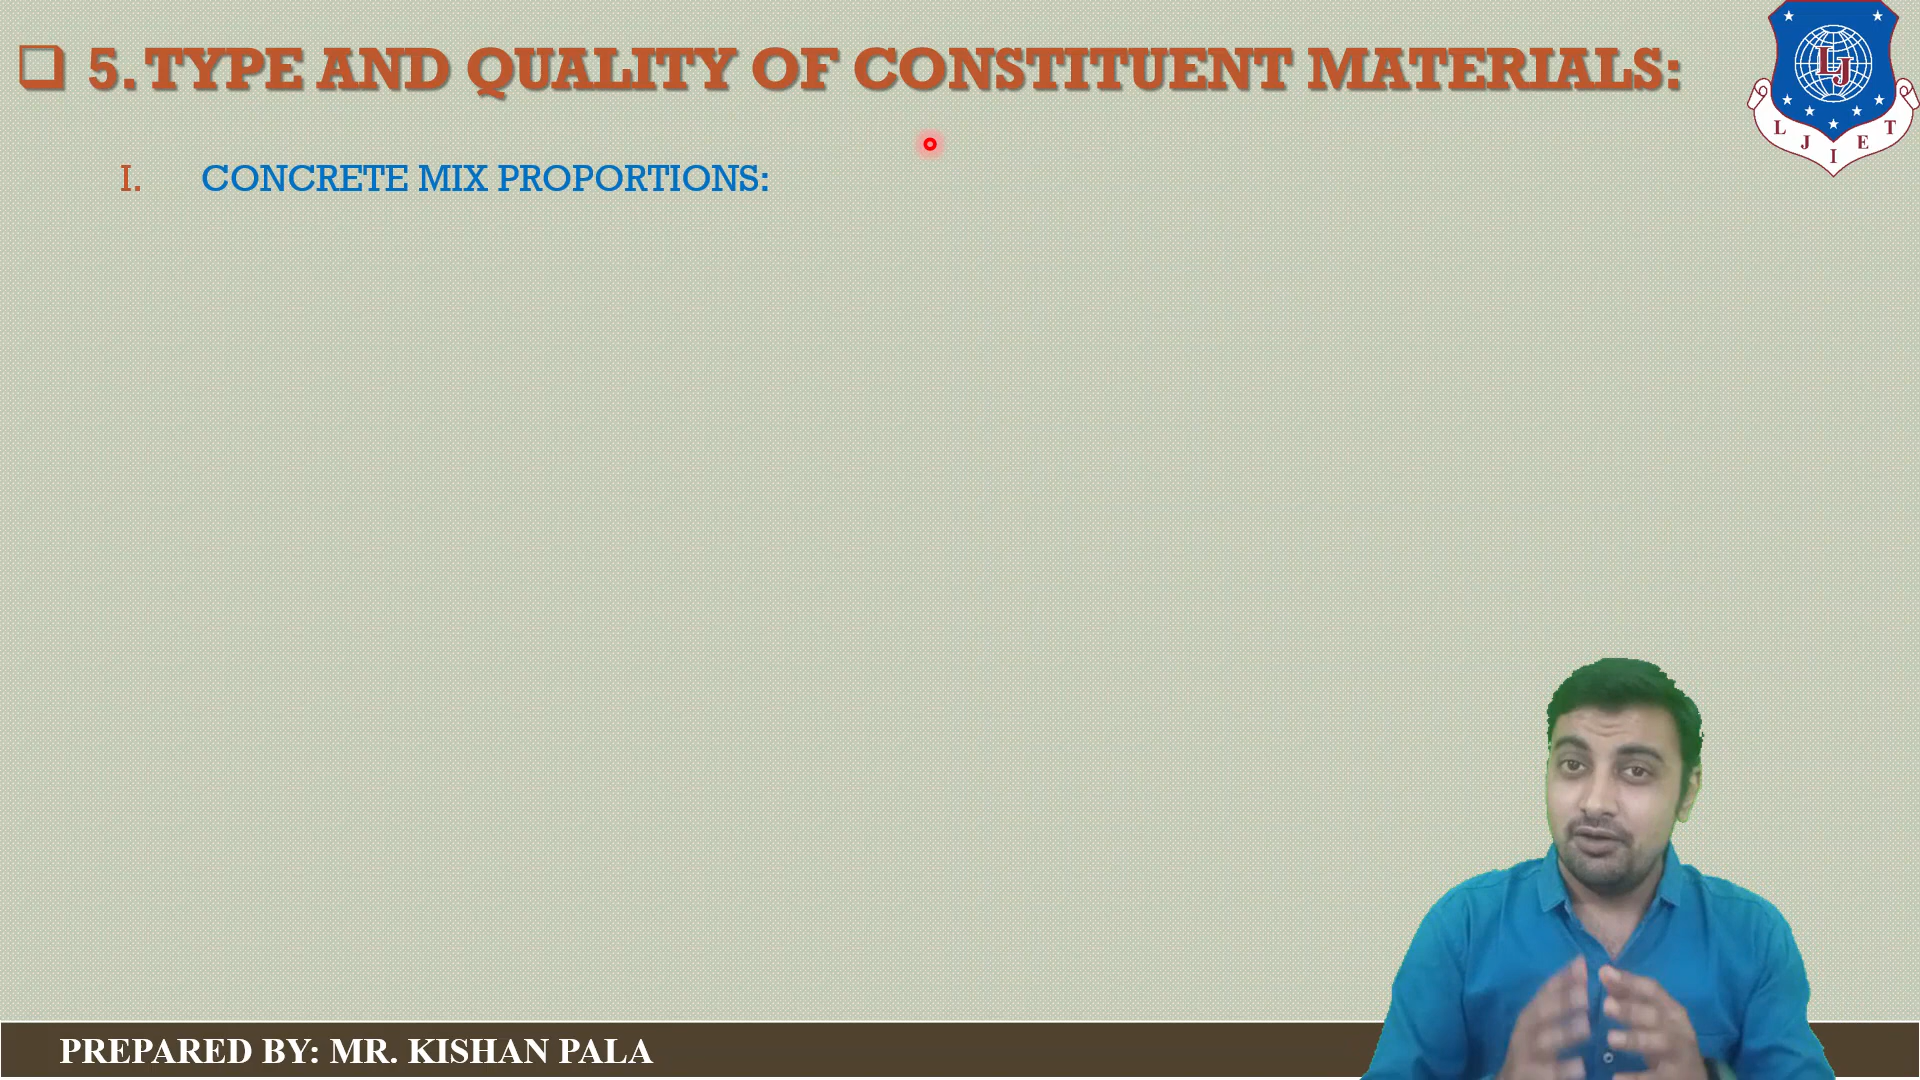 ❑ 5. TYPE AND QUALITY OF CONSTITUENT MATERIALS:
I. CONCRETE MIX PROPORTIONS:
LJ
L J I E T
PREPARED BY: MR. KISHAN PALA